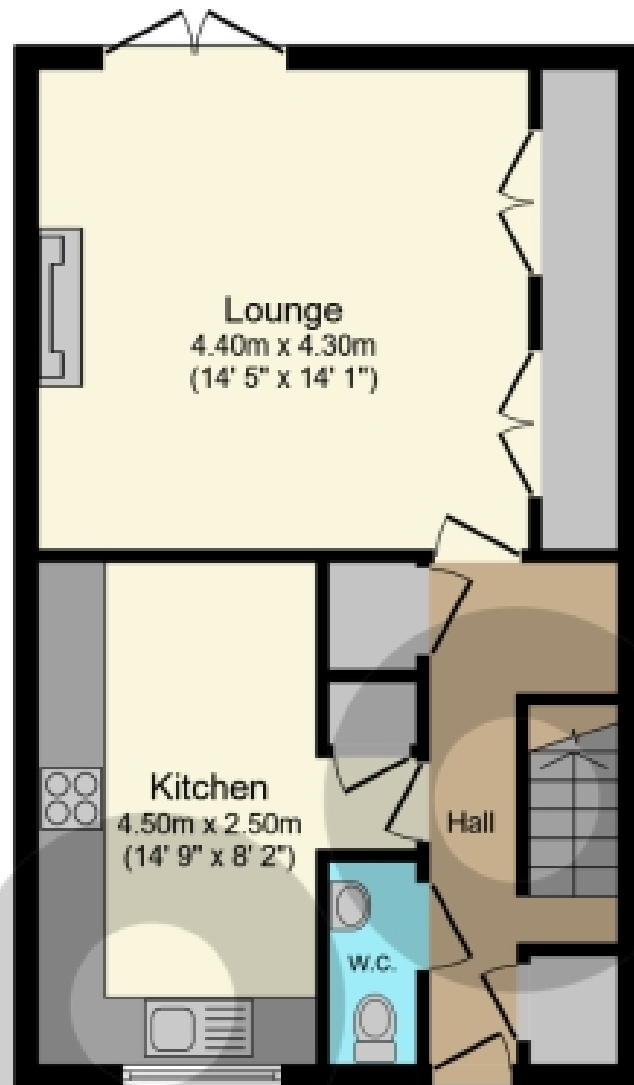 Lounge
4.40m x 4.30m
(14' 5" x 14' 1")
Kitchen
4.50m x 2.50m
(14' 9" x 8' 2")
Hall
W.C.